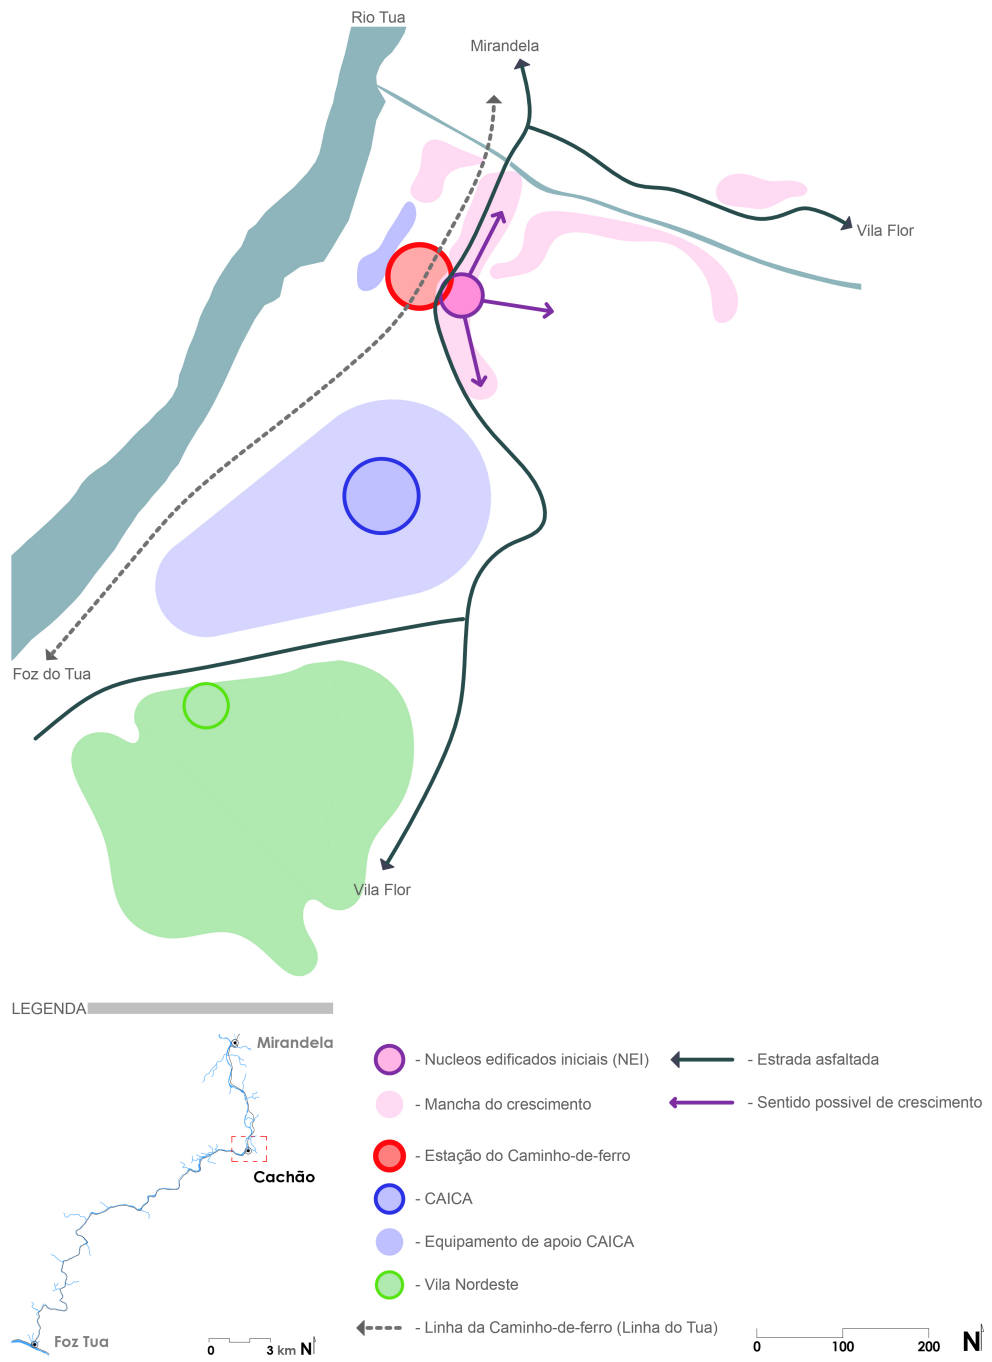 Rio Tua
Mirandela
Vila Flor
Foz do Tua
Vila Flor
LEGENDA
Mirandela
Cachão
Foz Tua
0 3 km N
- Nucleos edificados iniciais (NEI)
- Mancha do crescimento
- Estação do Caminho-de-ferro
- CAICA
- Equipamento de apoio CAICA
- Vila Nordeste
- Linha da Caminho-de-ferro (Linha do Tua)
- Estrada asfaltada
- Sentido possivel de crescimento
0 100 200 N